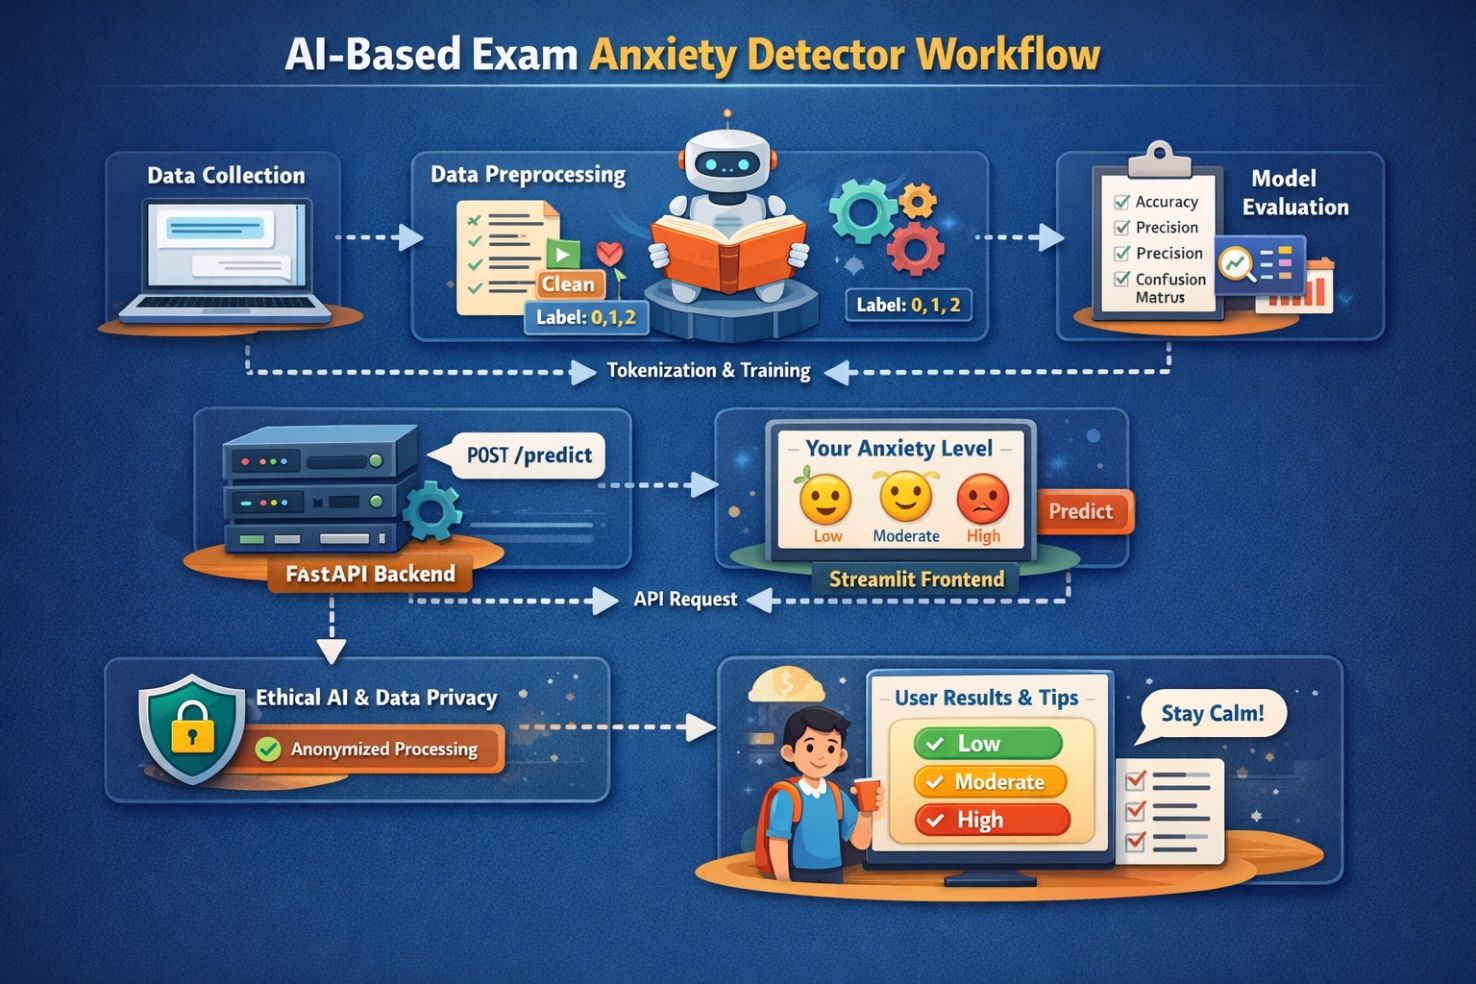 AI-Based Exam Anxiety Detector Workflow
Data Collection
Data Preprocessing
Clean
Label: 0,1,2
Label: 0, 1, 2
Model
Evaluation
Accuracy
Precision
Precision
Confusion
Matrus
Tokenization & Training
POST /predict
FAstAPI Backend
Your Anxiety Level
Low
Moderate
High
Predict
Streamlit Frontend
API Request
Ethical AI & Data Privacy
Anonymized Processing
User Results & Tips
Low
Moderate
High
Stay Calm!
$